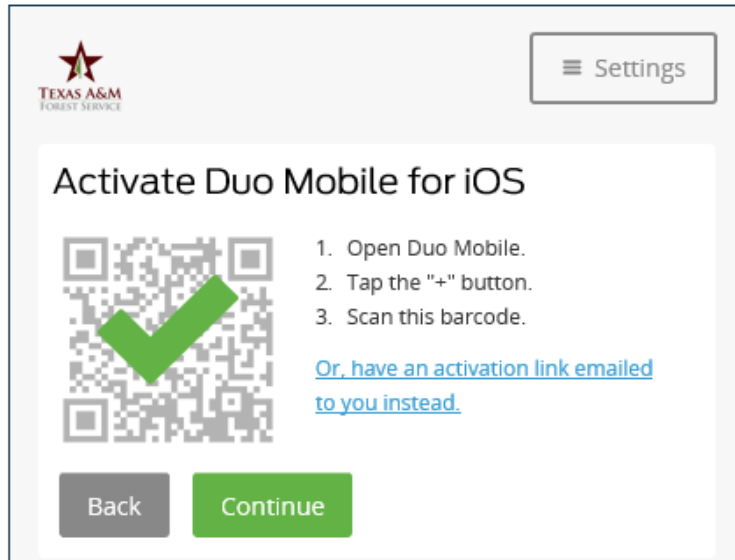 TEXAS A&M
FOREST SERVICE
≡ Settings
Activate Duo Mobile for iOS
1. Open Duo Mobile.
2. Tap the "+" button.
3. Scan this barcode.
Or, have an activation link emailed
to you instead.
Back
Continue